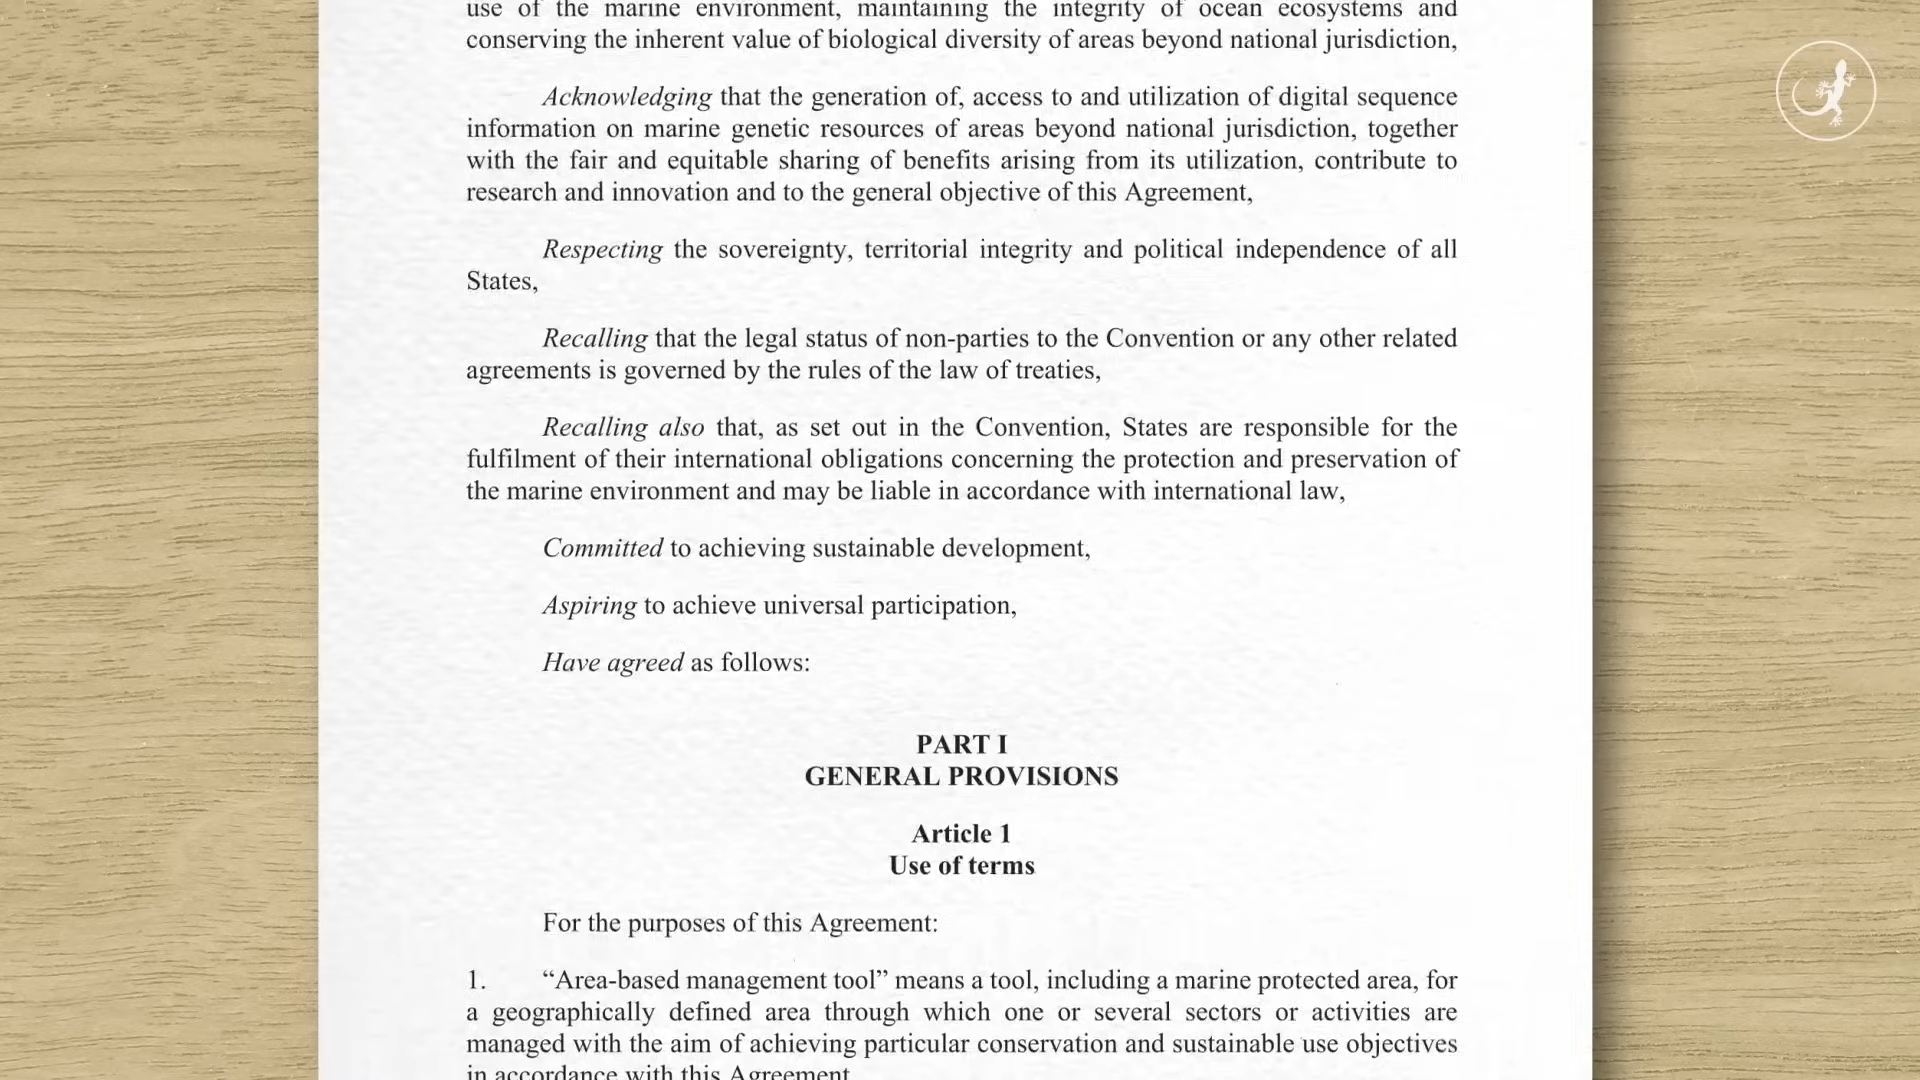 use of the marine environment, maintaining the integrity of ocean ecosystems and
conserving the inherent value of biological diversity of areas beyond national jurisdiction,
Acknowledging that the generation of, access to and utilization of digital sequence
information on marine genetic resources of areas beyond national jurisdiction, together
with the fair and equitable sharing of benefits arising from its utilization, contribute to
research and innovation and to the general objective of this Agreement,
Respecting the sovereignty, territorial integrity and political independence of all
States,
Recalling that the legal status of non-parties to the Convention or any other related
agreements is governed by the rules of the law of treaties,
Recalling also that, as set out in the Convention, States are responsible for the
fulfilment of their international obligations concerning the protection and preservation of
the marine environment and may be liable in accordance with international law,
Committed to achieving sustainable development,
Aspiring to achieve universal participation,
Have agreed as follows:
PART I
GENERAL PROVISIONS
Article 1
Use of terms
For the purposes of this Agreement:
1. “Area-based management tool” means a tool, including a marine protected area, for
a geographically defined area through which one or several sectors or activities are
managed with the aim of achieving particular conservation and sustainable use objectives
in accordance with this Agreement